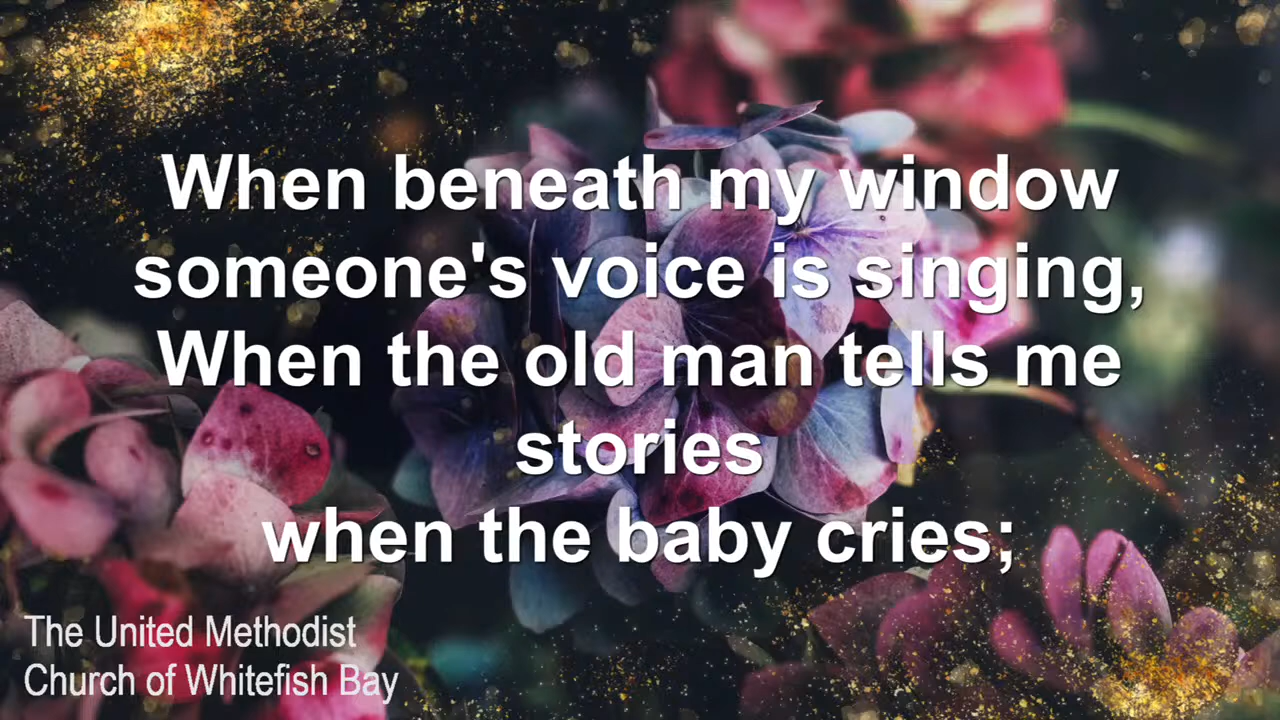 When beneath my window
someone's voice is singing,
When the old man tells me
stories
when the baby cries;
The United Methodist
Church of Whitefish Bay